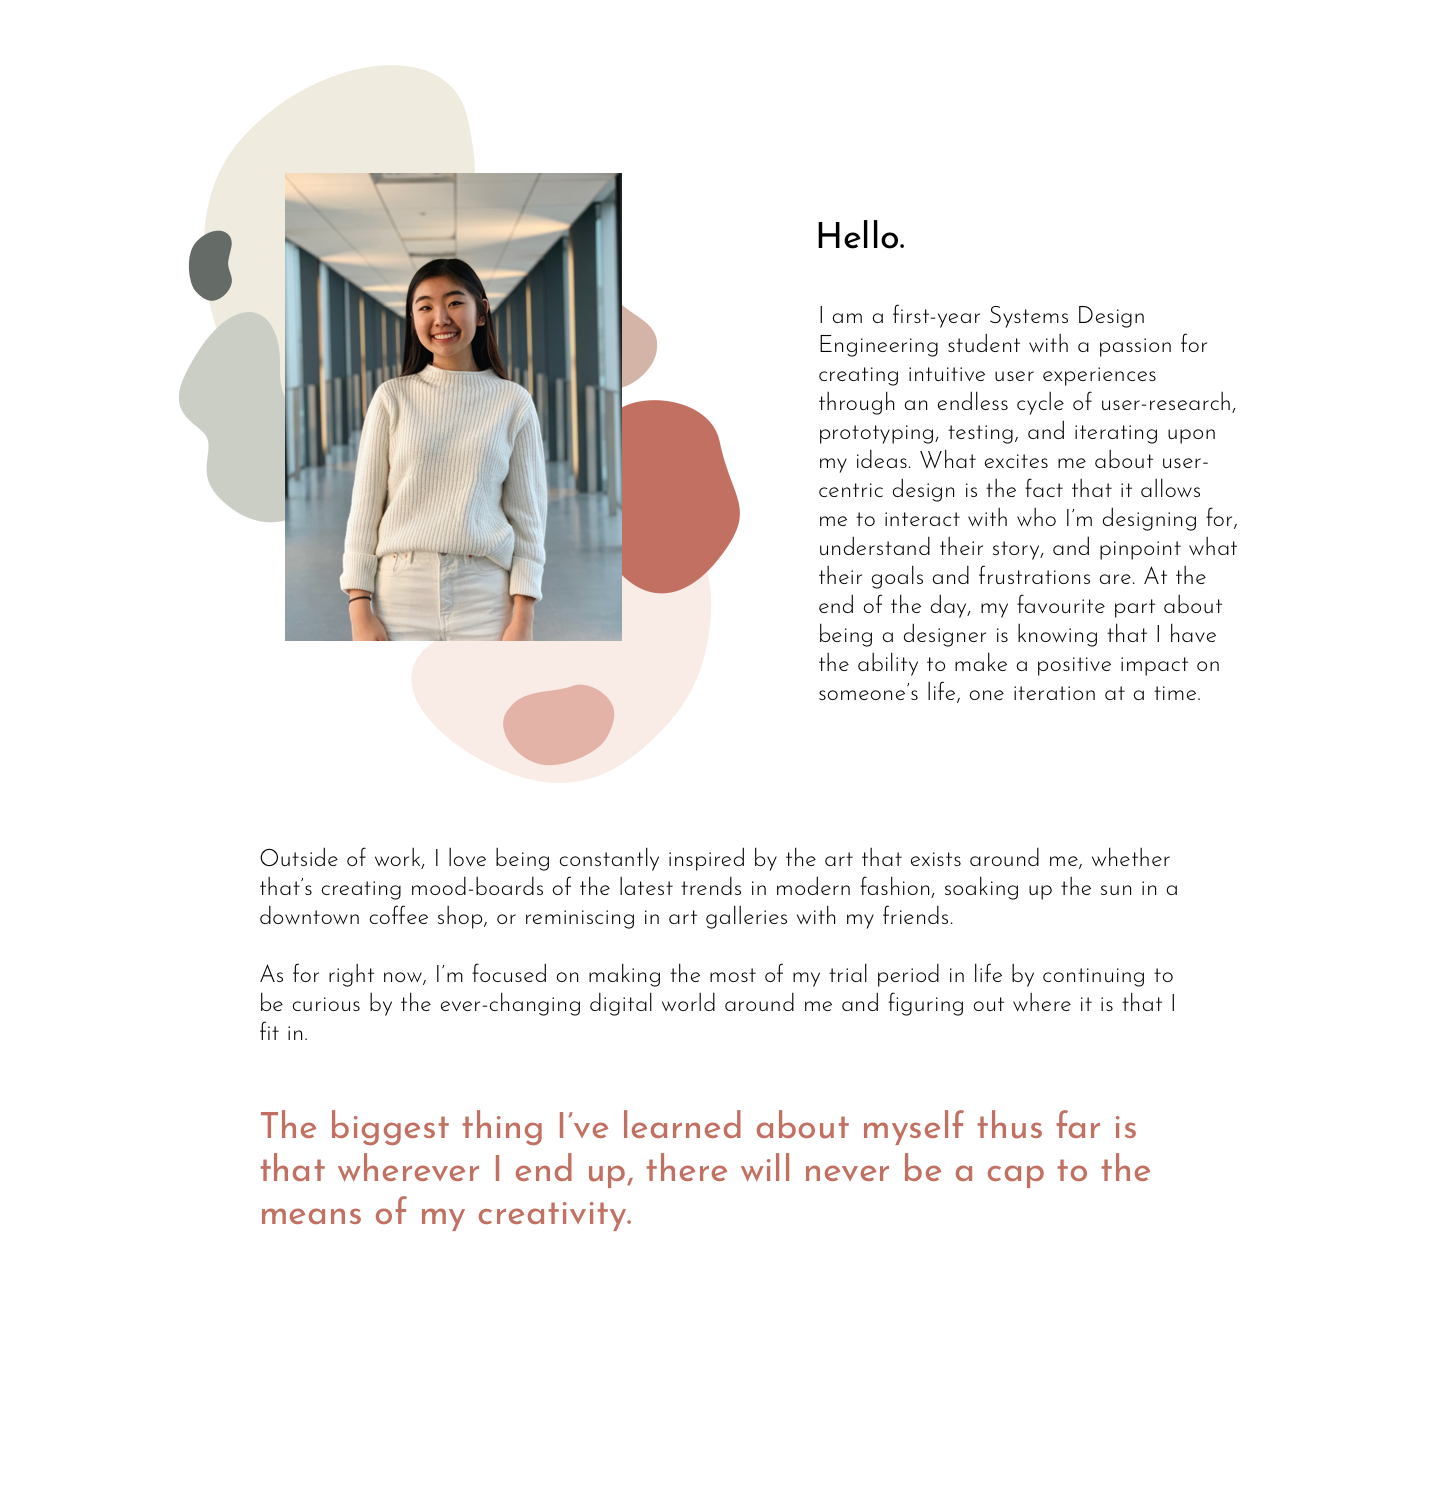 Hello.
I am a first-year Systems Design
Engineering student with a passion for
creating intuitive user experiences
through an endless cycle of user-research,
prototyping, testing, and iterating upon
my ideas. What excites me about user-
centric design is the fact that it allows
me to interact with who I’m designing for,
understand their story, and pinpoint what
their goals and frustrations are. At the
end of the day, my favourite part about
being a designer is knowing that I have
the ability to make a positive impact on
someone’s life, one iteration at a time.
Outside of work, I love being constantly inspired by the art that exists around me, whether
that’s creating mood-boards of the latest trends in modern fashion, soaking up the sun in a
downtown coffee shop, or reminiscing in art galleries with my friends.
As for right now, I’m focused on making the most of my trial period in life by continuing to
be curious by the ever-changing digital world around me and figuring out where it is that I
fit in.
The biggest thing I’ve learned about myself thus far is
that wherever I end up, there will never be a cap to the
means of my creativity.